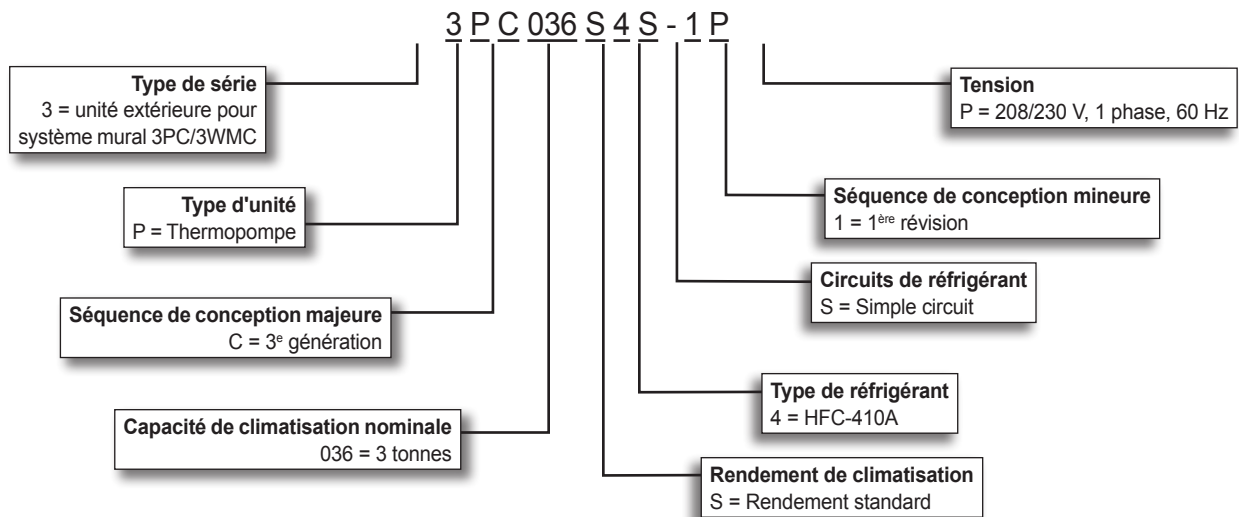 3 P C 036 S 4 S - 1 P
Type de série
3 = unité extérieure pour
système mural 3PC/3WMC
Tension
P = 208/230 V, 1 phase, 60 Hz
Type d'unité
P = Thermopompe
Séquence de conception mineure
1 = 1ère révision
Séquence de conception majeure
C = 3e génération
Circuits de réfrigérant
S = Simple circuit
Capacité de climatisation nominale
036 = 3 tonnes
Type de réfrigérant
4 = HFC-410A
Rendement de climatisation
S = Rendement standard